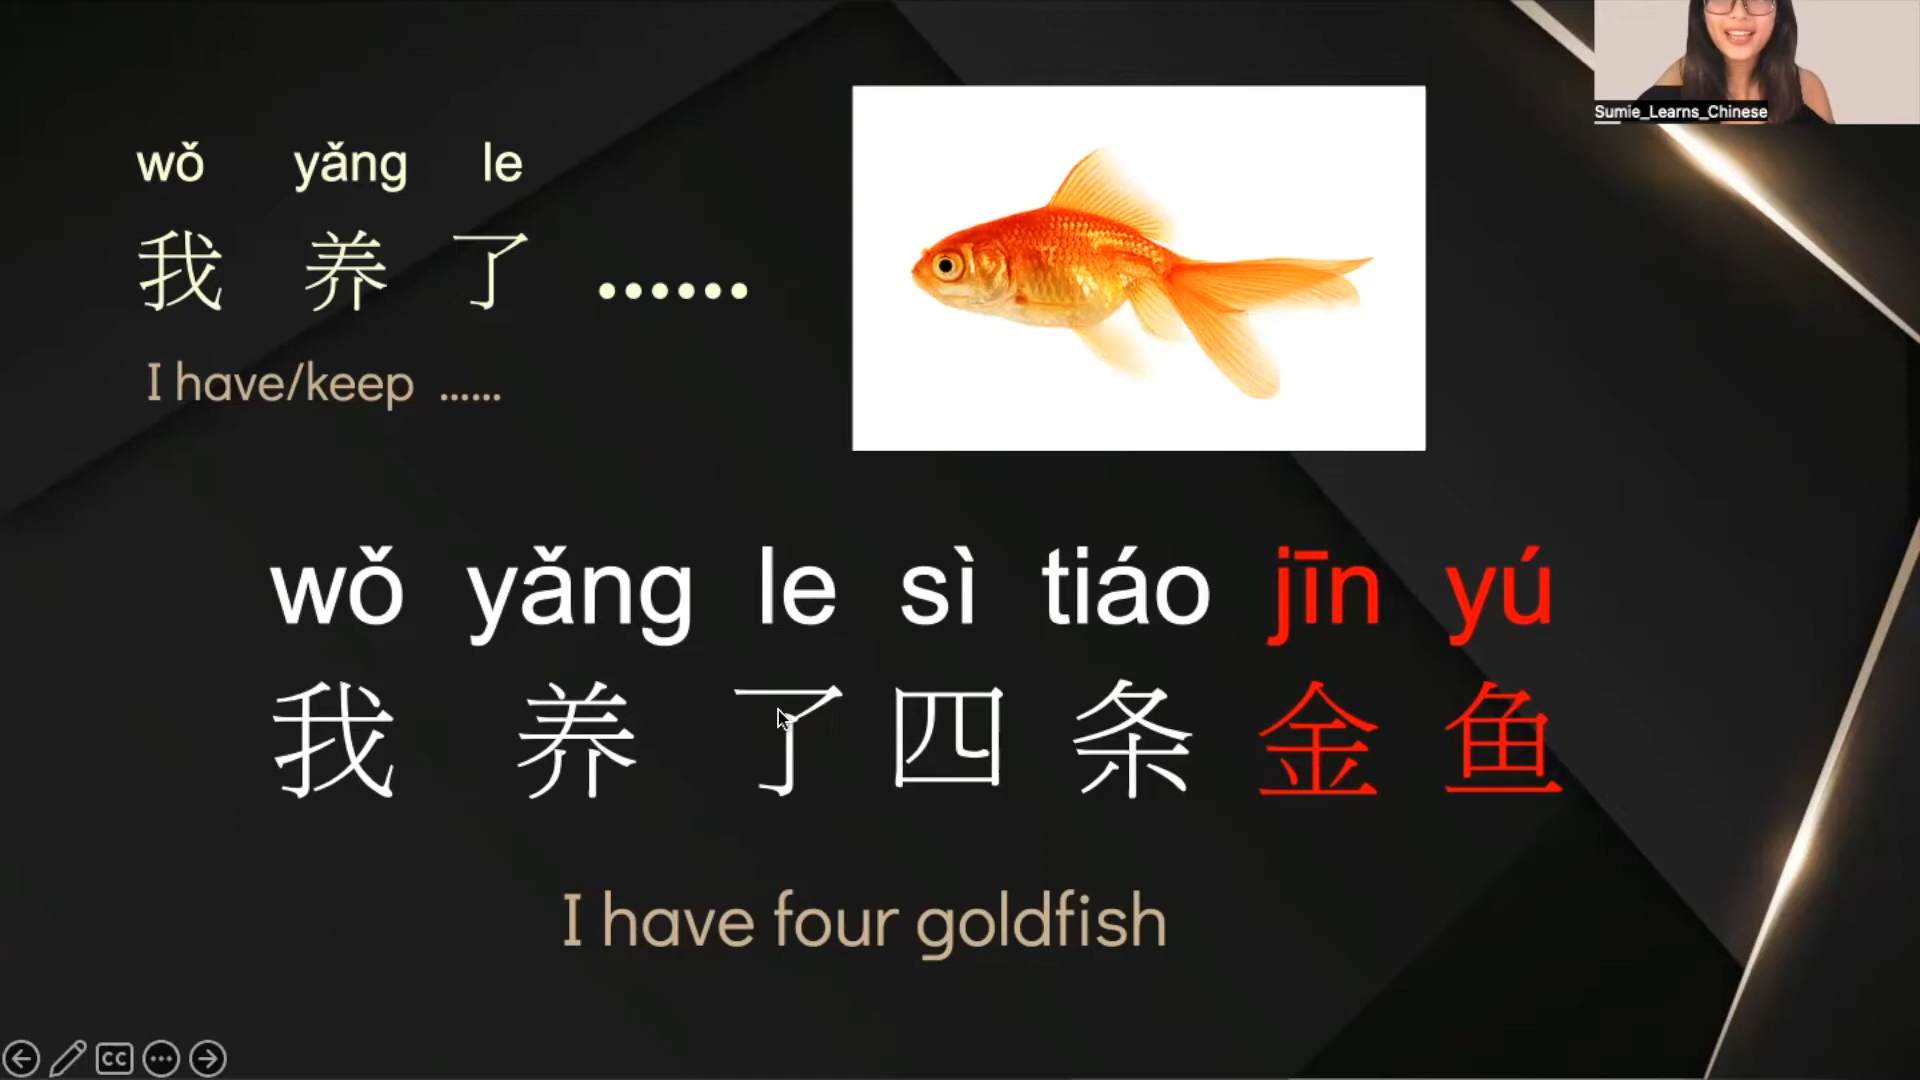 Sumie_Learns_Chinese
wǒ yǎng le
我 养 了 ……
I have/keep ……
wǒ yǎng le sì tiáo jīn yú
我 养 了 四 条 金 鱼
I have four goldfish
CC